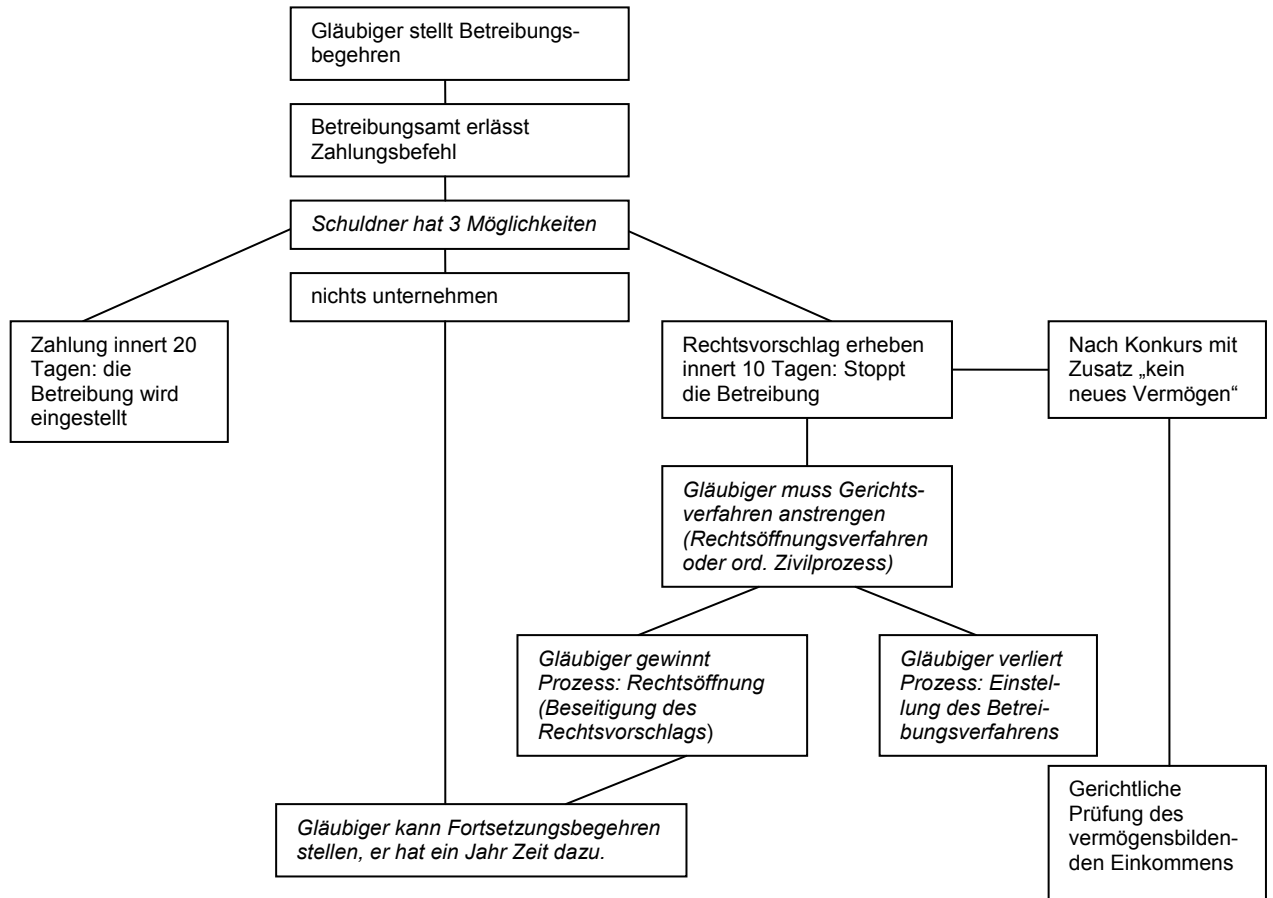 Gläubiger stellt Betreibungs-
begehren
Betreibungsamt erlässt
Zahlungsbefehl
Schuldner hat 3 Möglichkeiten
nichts unternehmen
Zahlung innert 20
Tagen: die
Betreibung wird
eingestellt
Rechtsvorschlag erheben
innert 10 Tagen: Stoppt
die Betreibung
Nach Konkurs mit
Zusatz „kein
neues Vermögen“
Gläubiger muss Gerichts-
verfahren anstrengen
(Rechtsöffnungsverfahren
oder ord. Zivilprozess)
Gläubiger gewinnt
Prozess: Rechtsöffnung
(Beseitigung des
Rechtsvorschlags)
Gläubiger verliert
Prozess: Einstel-
lung des Betrei-
bungsverfahrens
Gläubiger kann Fortsetzungsbegehren
stellen, er hat ein Jahr Zeit dazu.
Gerichtliche
Prüfung des
vermögensbilden-
den Einkommens